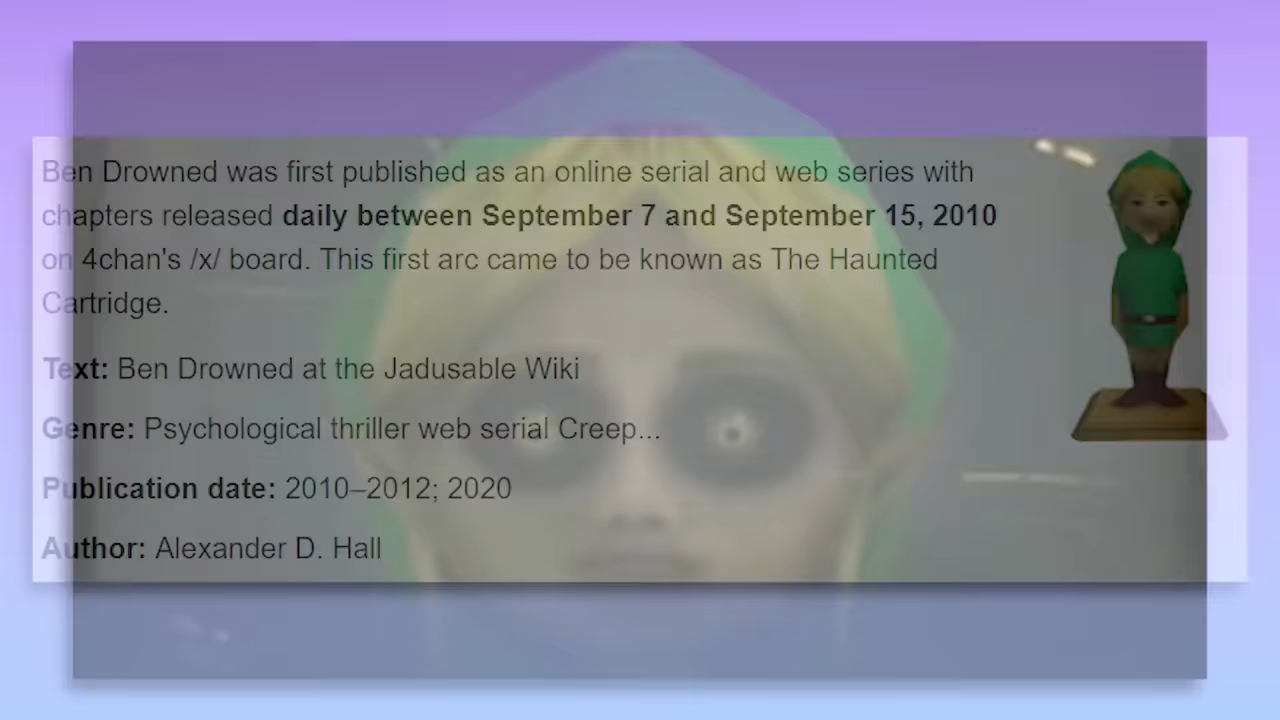 Ben Drowned was first published as an online serial and web series with
chapters released daily between September 7 and September 15, 2010
on 4chan's /x/ board. This first arc came to be known as The Haunted
Cartridge.
Text: Ben Drowned at the Jadusable Wiki
Genre: Psychological thriller web serial Creep...
Publication date: 2010–2012; 2020
Author: Alexander D. Hall